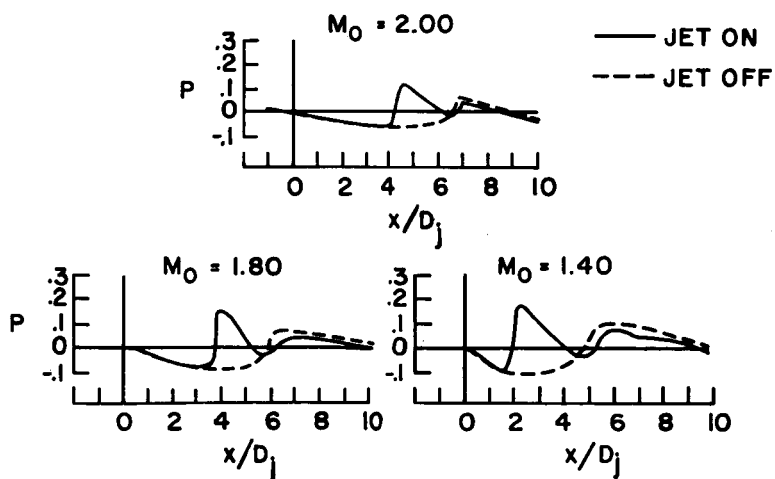 M₀ = 2.00
JET ON
JET OFF
P
.3
.2
.1
0
-.1
0 2 4 6 8 10
x/Dⱼ
M₀ = 1.80
P
.3
.2
.1
0
-.1
0 2 4 6 8 10
x/Dⱼ
M₀ = 1.40
.3
.2
.1
0
-.1
0 2 4 6 8 10
x/Dⱼ